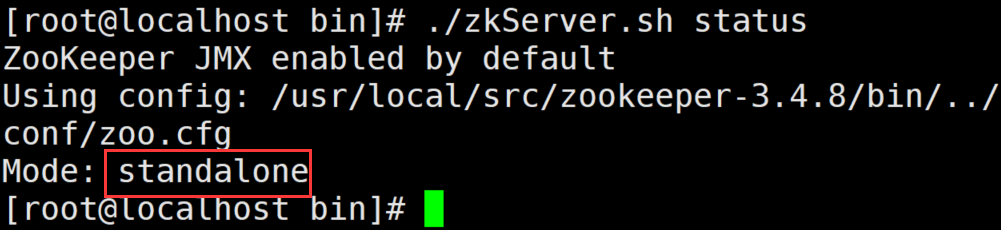 [root@localhost bin]# ./zkServer.sh status
ZooKeeper JMX enabled by default
Using config: /usr/local/src/zookeeper-3.4.8/bin/../
conf/zoo.cfg
Mode: standalone
[root@localhost bin]#